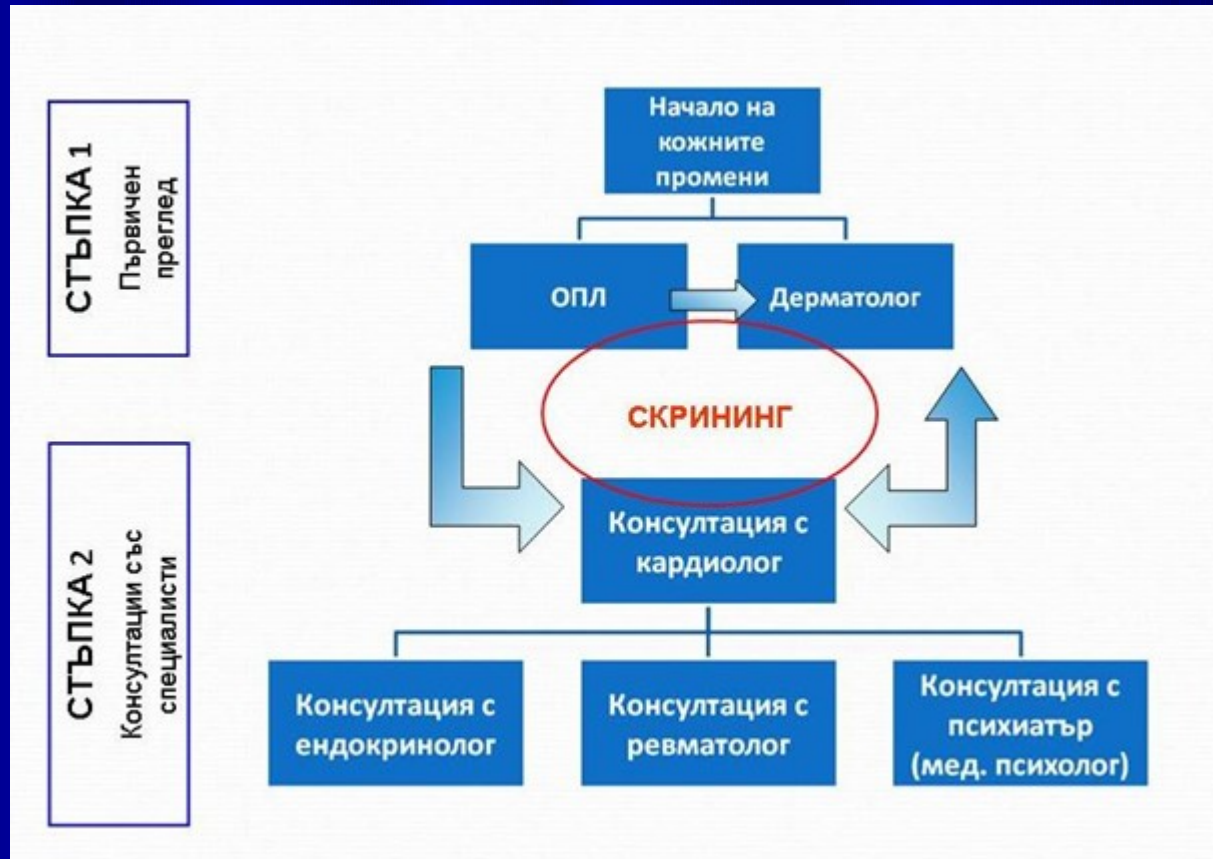 СТЪПКА 1
Първичен
преглед
Начало на
кожните
промени
ОПЛ
Дерматолог
СКРИНИНГ
СТЪПКА 2
Консултации със
специалисти
Консултация с
кардиолог
Консултация с
ендокринолог
Консултация с
ревматолог
Консултация с
психиатър
(мед. психолог)